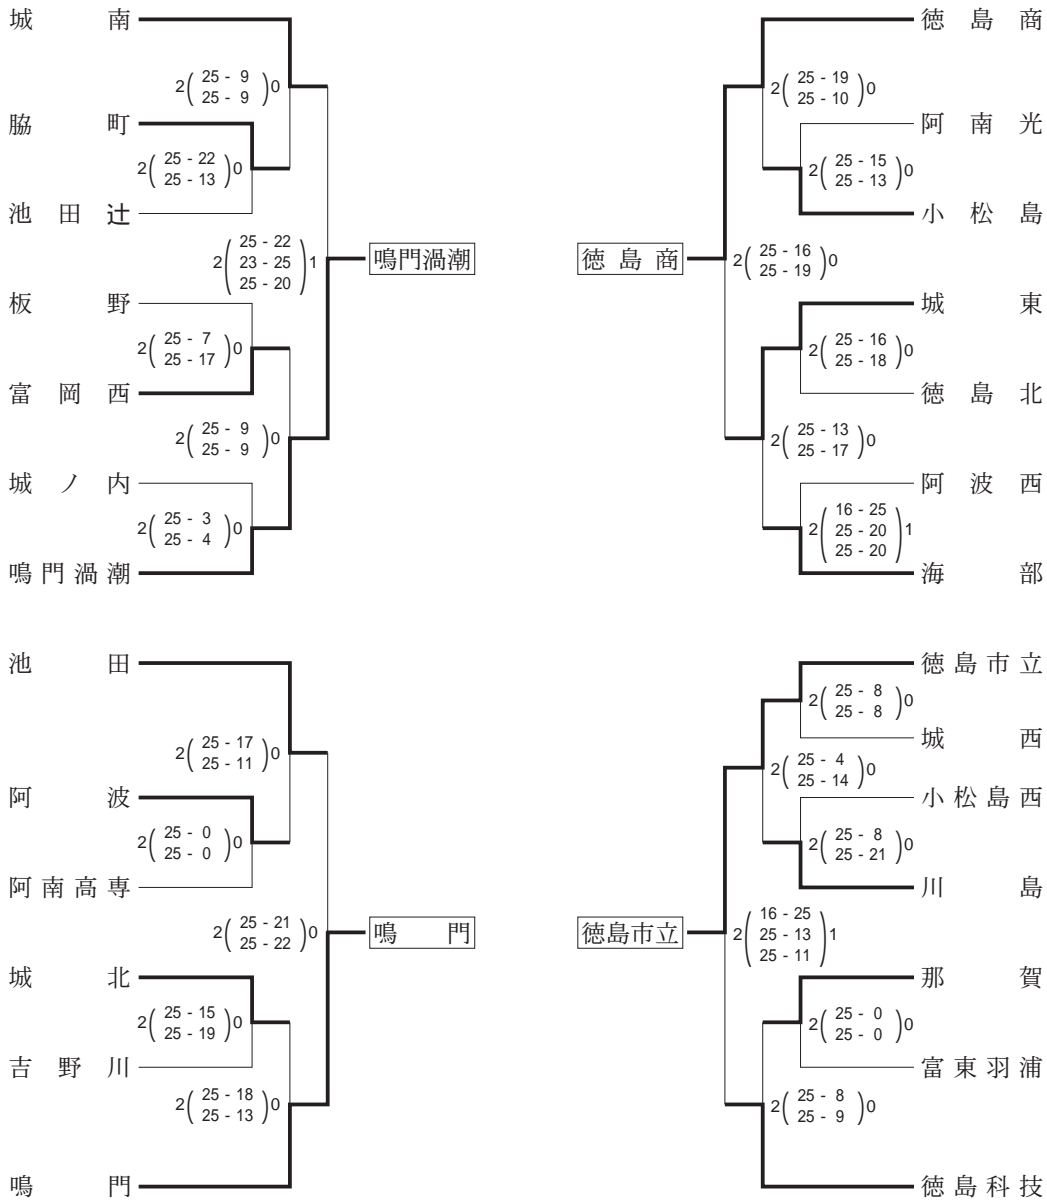 城南
2(25 - 9 25 - 9)0
脇町
2(25 - 22 25 - 13)0
池田辻
2(25 - 22 23 - 25 25 - 20)1
鳴門渦潮
板野
2(25 - 7 25 - 17)0
富岡西
2(25 - 9 25 - 9)0
城ノ内
2(25 - 3 25 - 4)0
鳴門渦潮
徳島商
2(25 - 19 25 - 10)0
阿南光
2(25 - 15 25 - 13)0
小松島
徳島商
2(25 - 16 25 - 19)0
城東
2(25 - 16 25 - 18)0
徳島北
2(25 - 13 25 - 17)0
阿波西
2(16 - 25 25 - 20 25 - 20)1
海部
池田
2(25 - 17 25 - 11)0
阿波
2(25 - 0 25 - 0)0
阿南高専
2(25 - 21 25 - 22)0
鳴門
城北
2(25 - 15 25 - 19)0
吉野川
2(25 - 18 25 - 13)0
鳴門
徳島市立
2(25 - 8 25 - 8)0
城西
2(25 - 4 25 - 14)0
小松島西
2(25 - 8 25 - 21)0
川島
徳島市立
2(16 - 25 25 - 13 25 - 11)1
那賀
2(25 - 0 25 - 0)0
富東羽浦
2(25 - 8 25 - 9)0
徳島科技